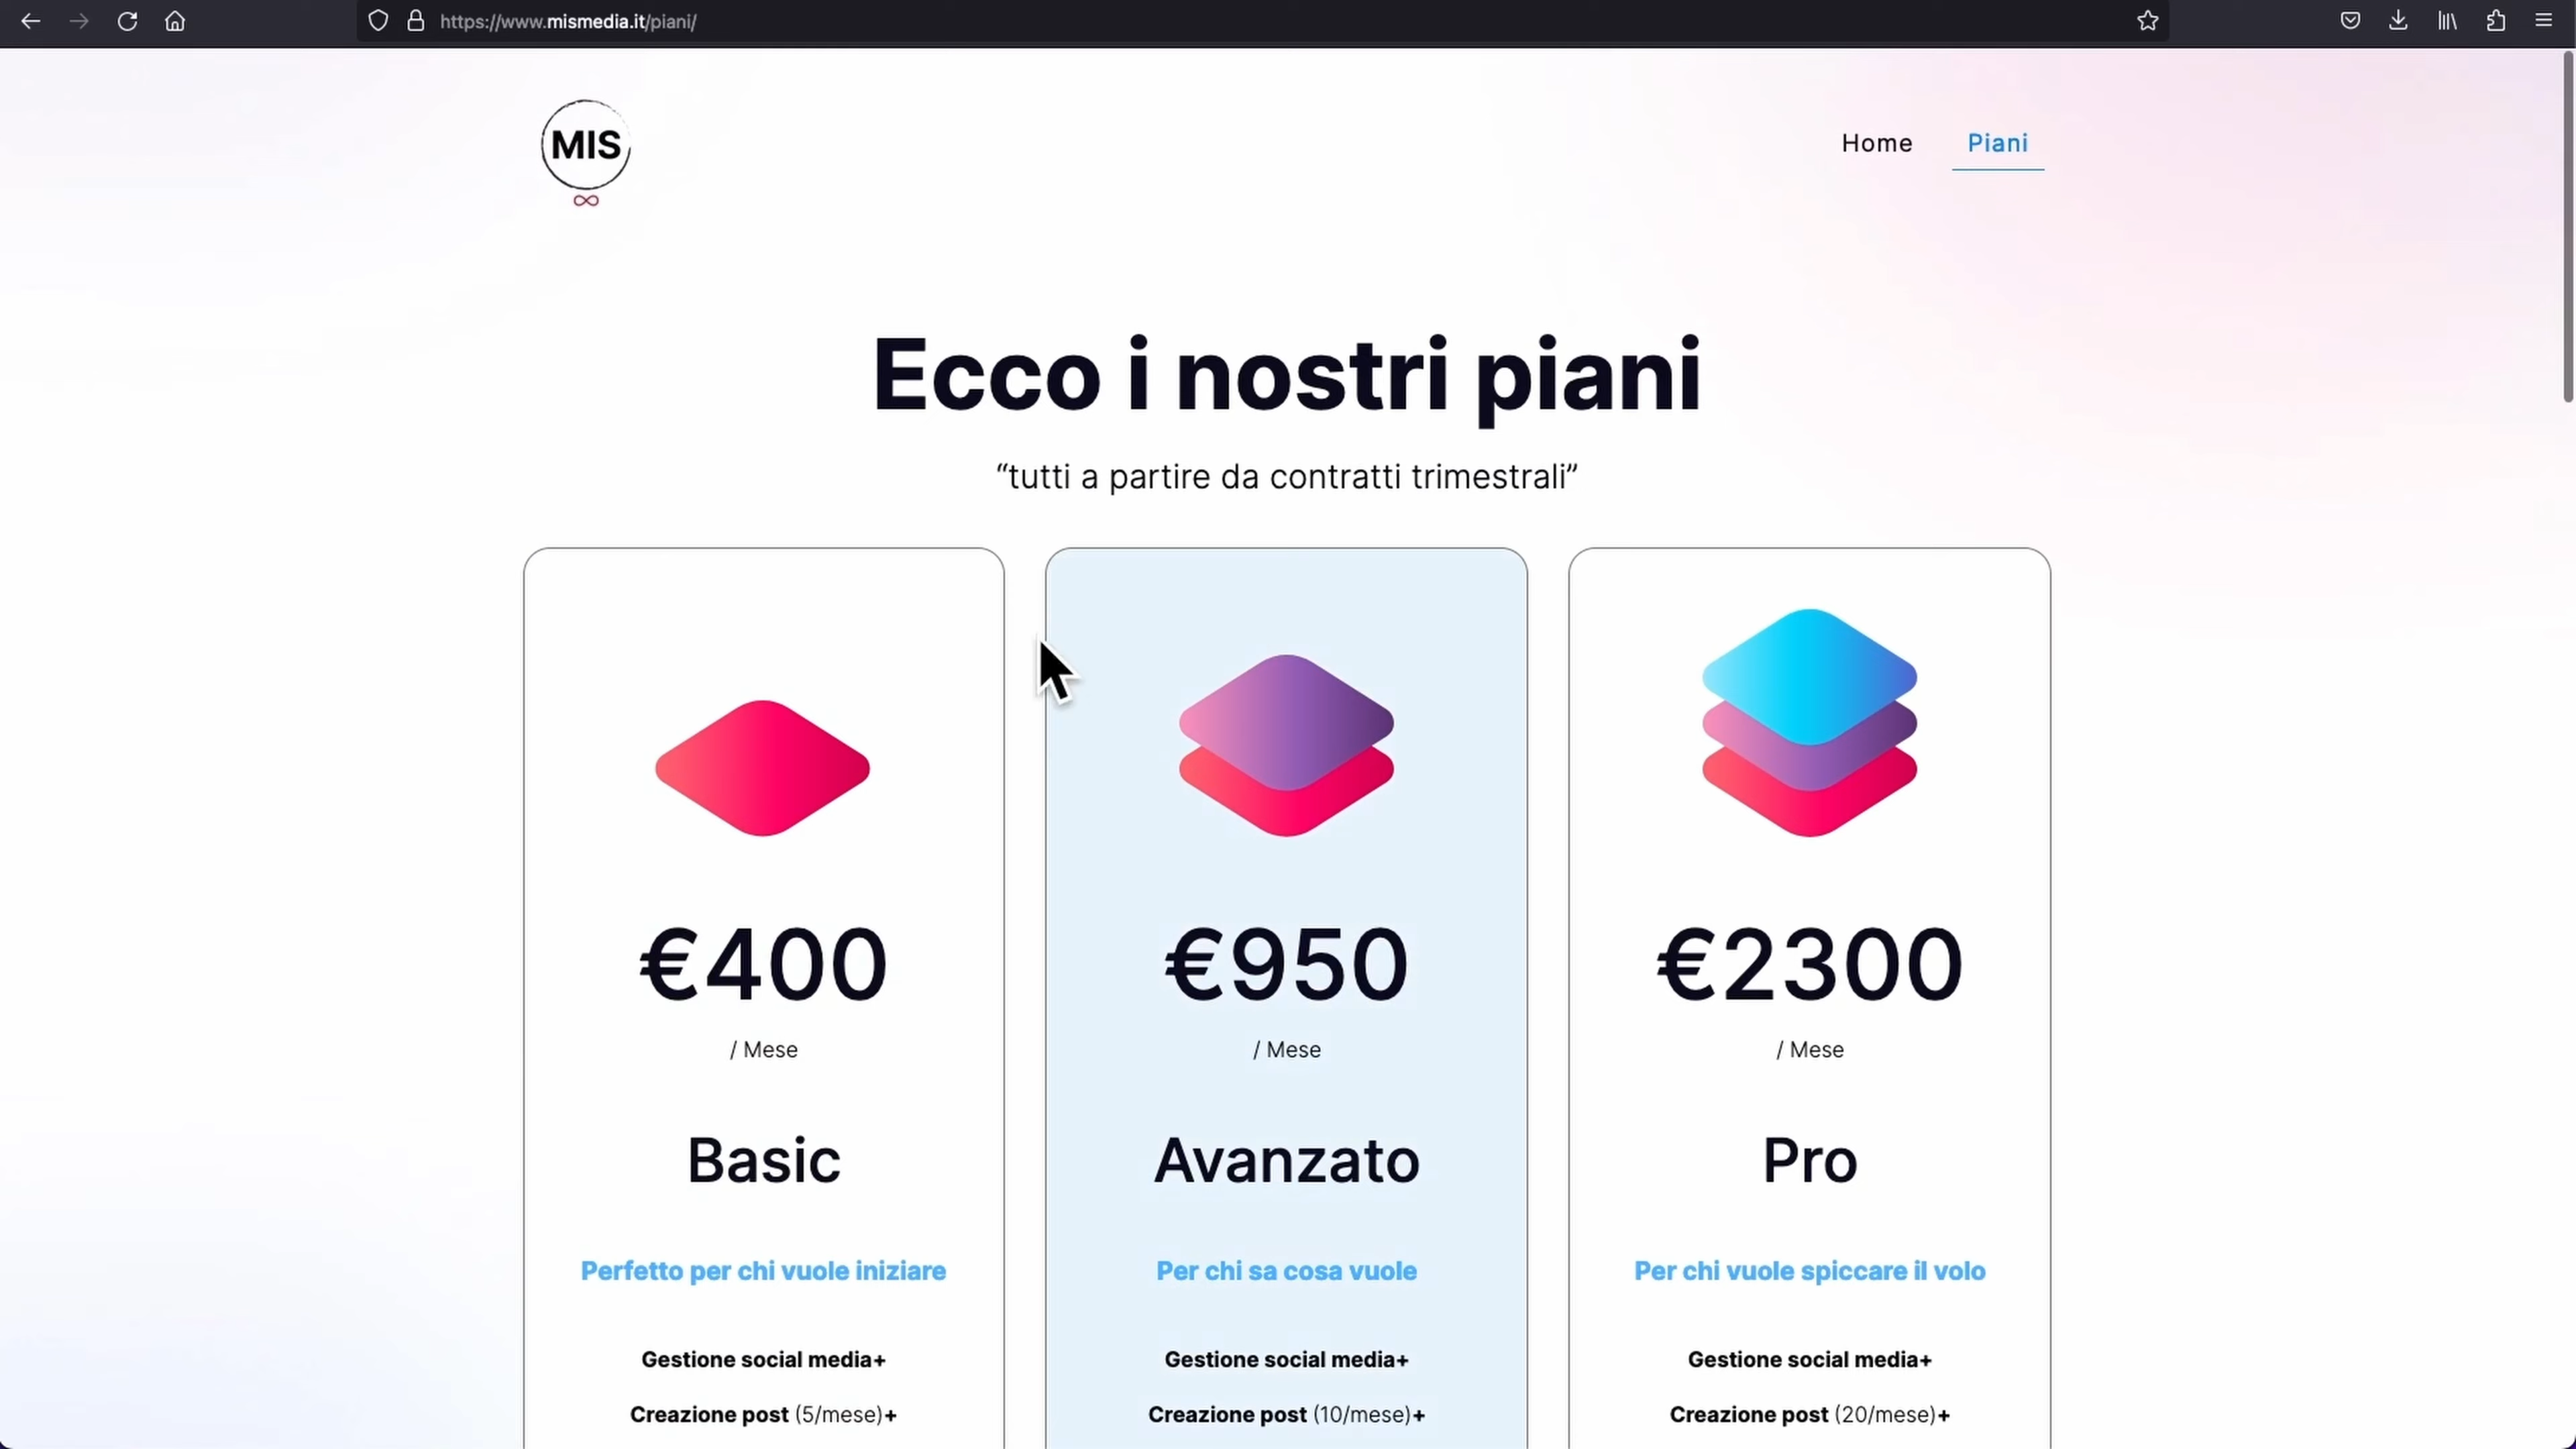 https://www.mismedia.it/piani/
MIS
Home
Piani
Ecco i nostri piani
“tutti a partire da contratti trimestrali”
€400
/ Mese
Basic
Perfetto per chi vuole iniziare
Gestione social media+
Creazione post (5/mese)+
€950
/ Mese
Avanzato
Per chi sa cosa vuole
Gestione social media+
Creazione post (10/mese)+
€2300
/ Mese
Pro
Per chi vuole spiccare il volo
Gestione social media+
Creazione post (20/mese)+